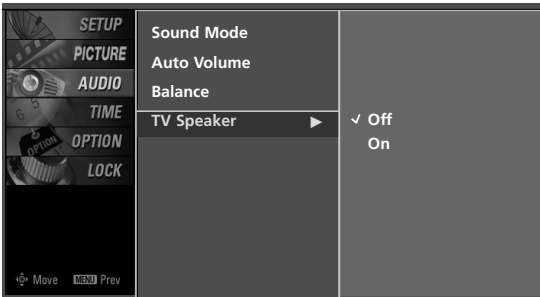 SETUP
PICTURE
AUDIO
TIME
OPTION
LOCK
Move MENU Prev
Sound Mode
Auto Volume
Balance
TV Speaker ▶
✓ Off
On